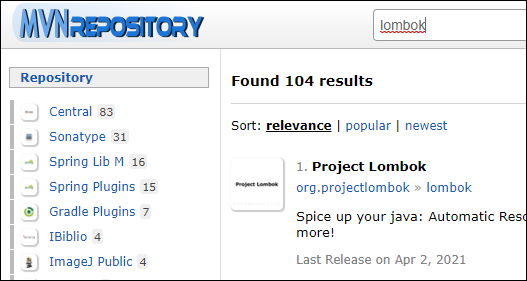 MVNREPOSITORY
lombok
Repository
Central 83
Sonatype 31
Spring Lib M 16
Spring Plugins 15
Gradle Plugins 7
IBiblio 4
ImageJ Public 4
Found 104 results
Sort: relevance | popular | newest
Project Lombok
1. Project Lombok
org.projectlombok » lombok
Spice up your java: Automatic Reso
more!
Last Release on Apr 2, 2021